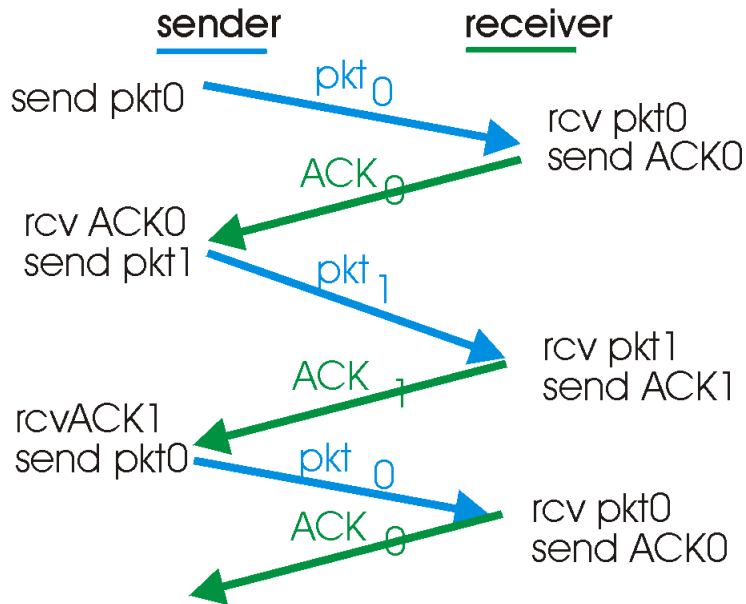 sender
receiver
pkt0
send pkt0
rcv pkt0
send ACK0
ACK0
rcv ACK0
send pkt1
pkt1
rcv pkt1
send ACK1
ACK1
rcvACK1
send pkt0
pkt0
rcv pkt0
send ACK0
ACK0